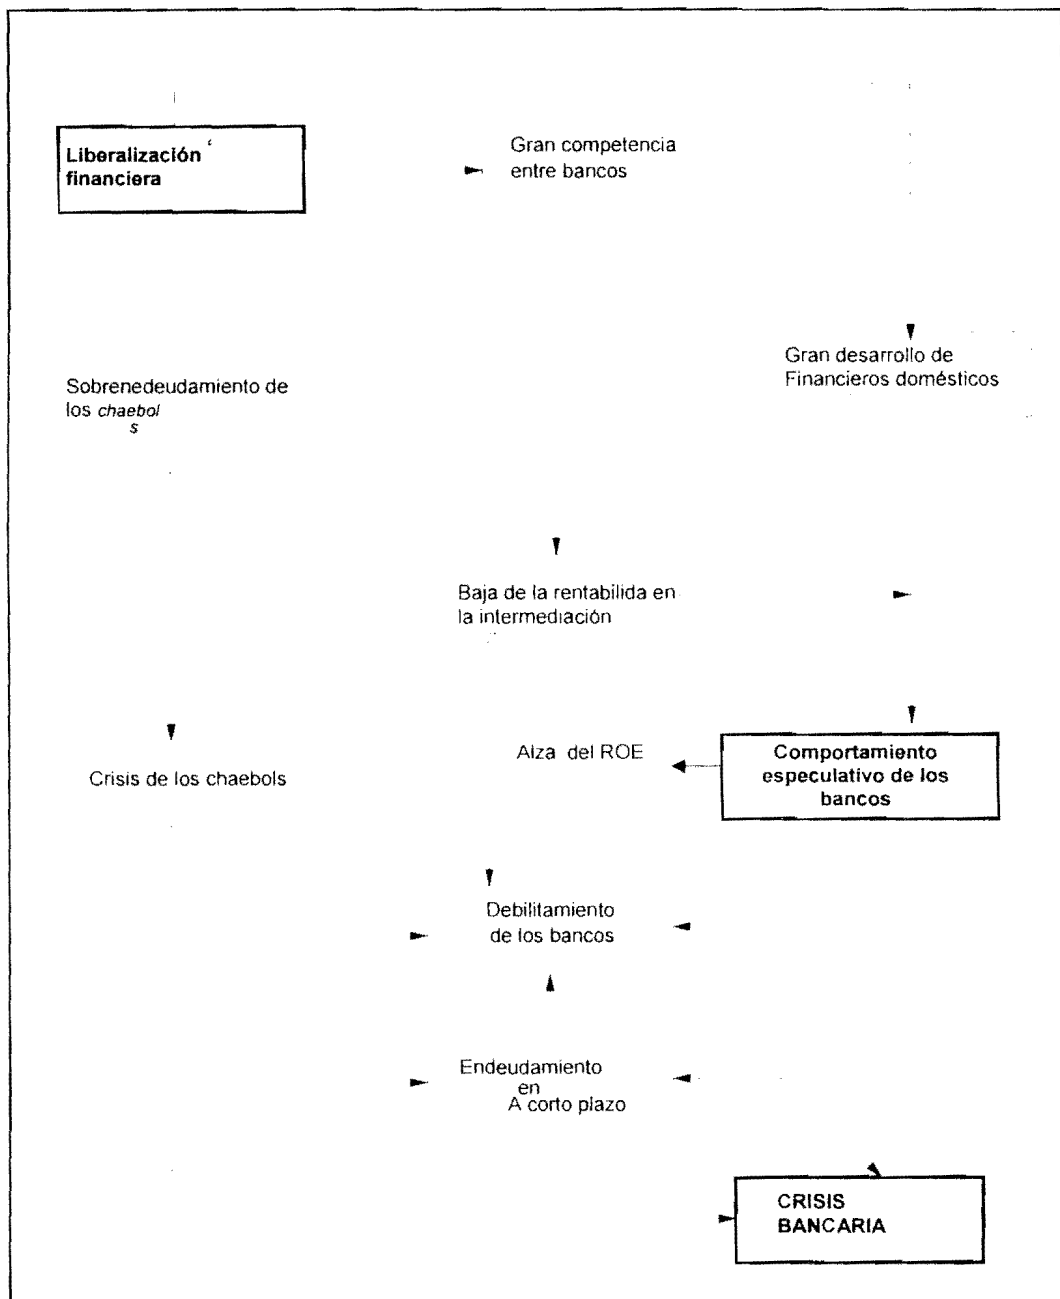 Liberalización
financiera
Gran competencia
entre bancos
Gran desarrollo de
Financieros domésticos
Sobrenedeudamiento de
los chaebol
s
Baja de la rentabilida en
la intermediación
Alza del ROE
Comportamiento
especulativo de los
bancos
Crisis de los chaebols
Debilitamiento
de los bancos
Endeudamiento
en
A corto plazo
CRISIS
BANCARIA